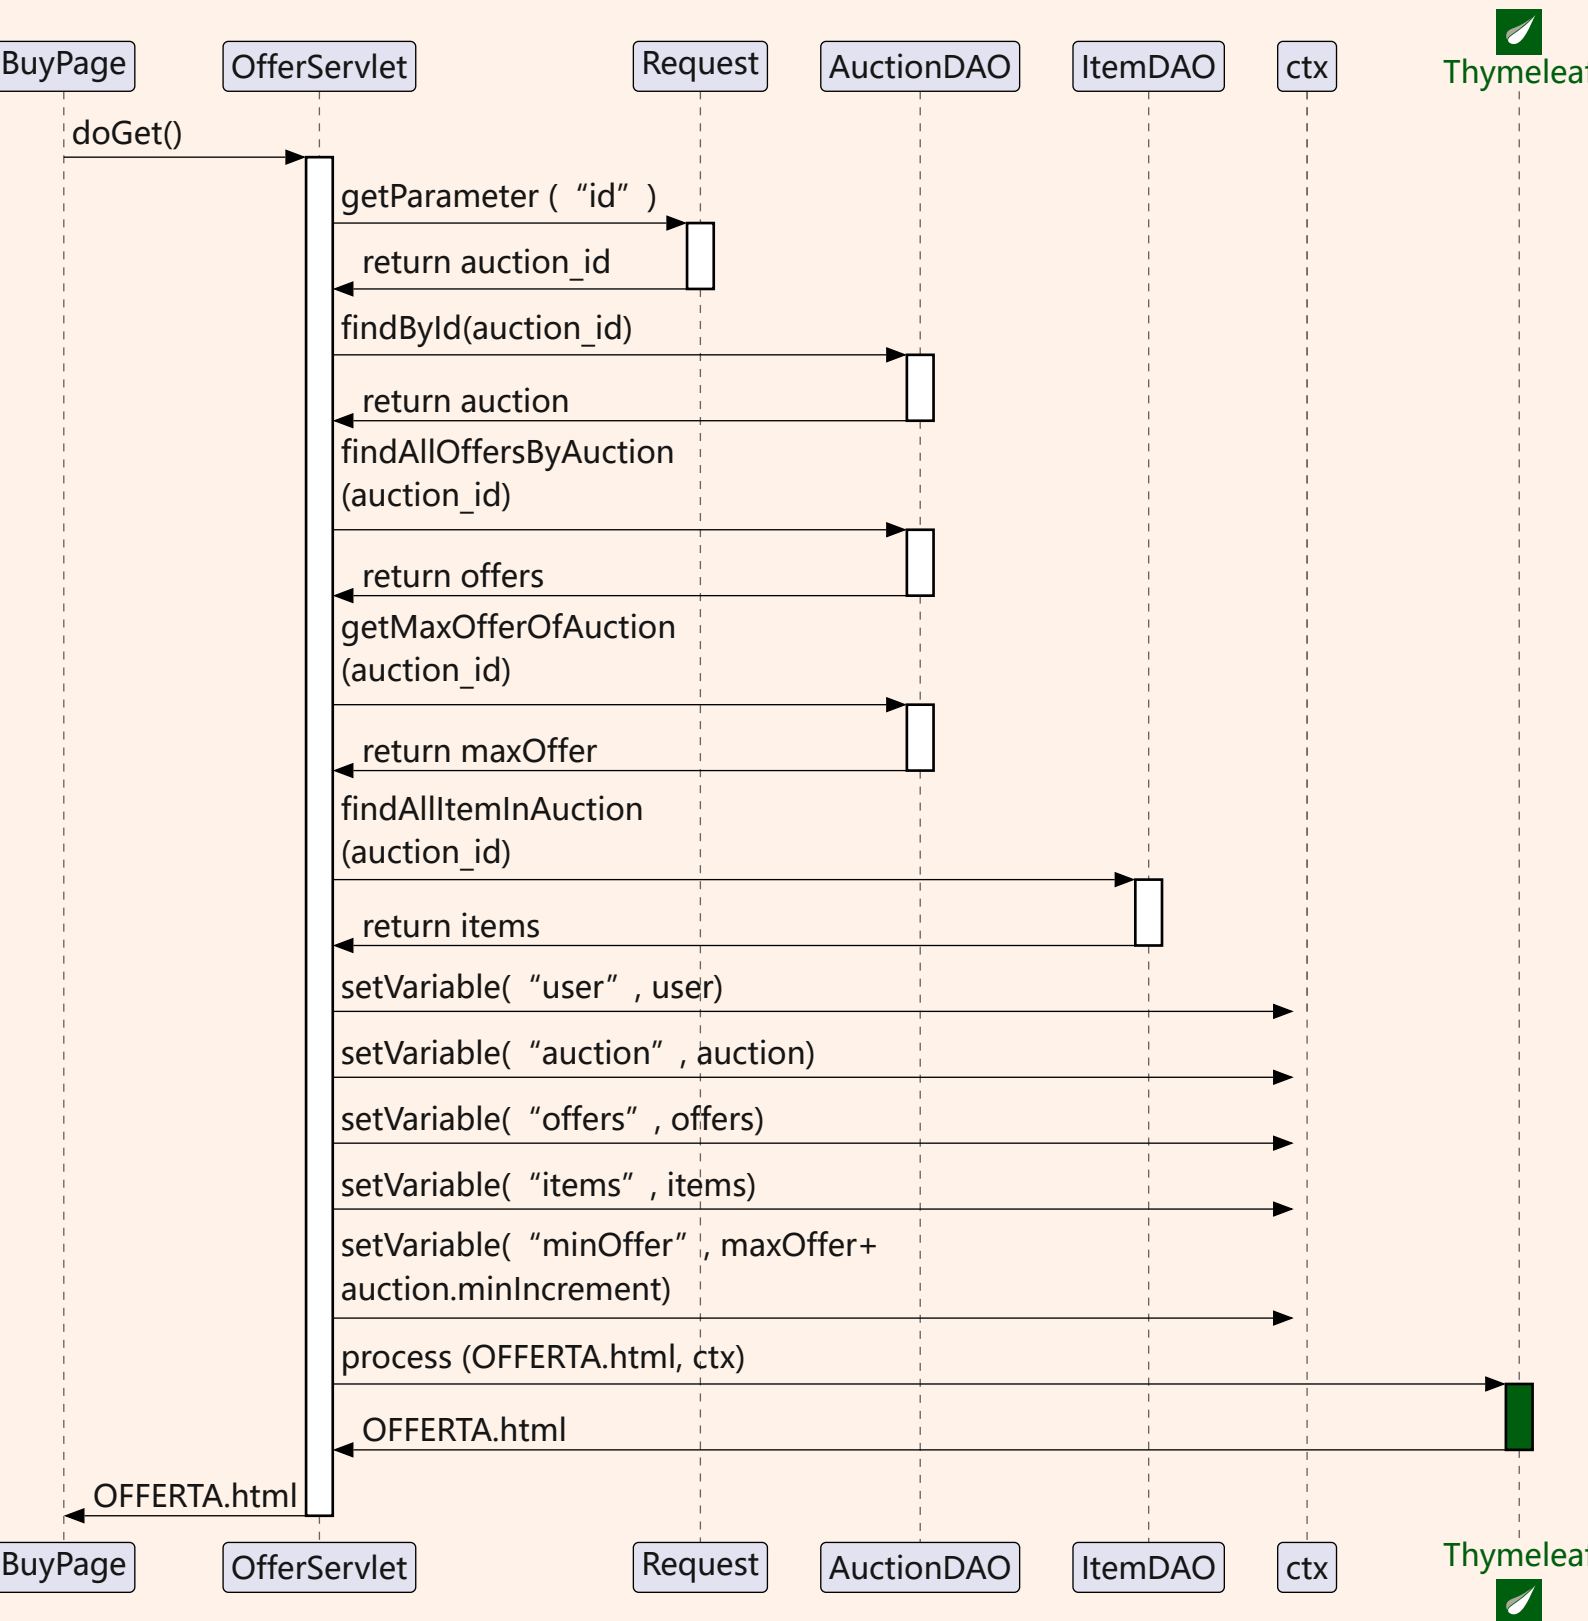 BuyPage OfferServlet Request AuctionDAO ItemDAO ctx Thymeleaf
doGet()
getParameter ( “id” )
return auction_id
findById(auction_id)
return auction
findAllOffersByAuction
(auction_id)
return offers
getMaxOfferOfAuction
(auction_id)
return maxOffer
findAllItemInAuction
(auction_id)
return items
setVariable( “user” , user)
setVariable( “auction” , auction)
setVariable( “offers” , offers)
setVariable( “items” , items)
setVariable( “minOffer” , maxOffer+
auction.minIncrement)
process (OFFERTA.html, ctx)
OFFERTA.html
OFFERTA.html
BuyPage OfferServlet Request AuctionDAO ItemDAO ctx Thymeleaf